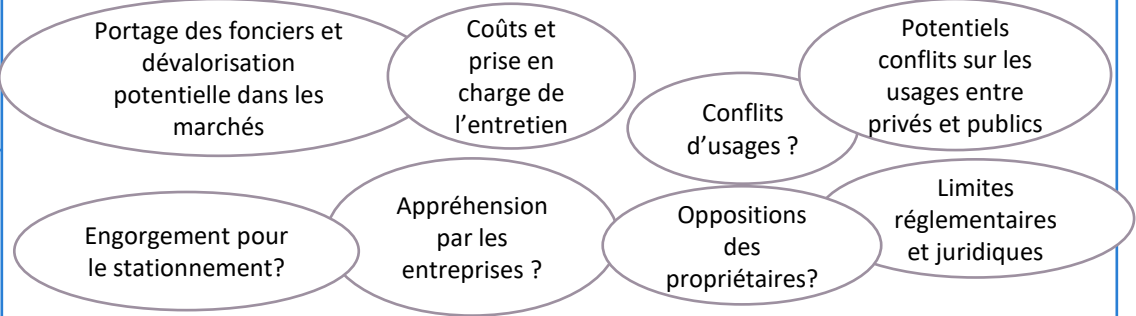 Portage des fonciers et
dévalorisation
potentielle dans les
marchés
Coûts et
prise en
charge de
l'entretien
Conflits
d'usages ?
Potentiels
conflits sur les
usages entre
privés et publics
Engorgement pour
le stationnement?
Appréhension
par les
entreprises ?
Oppositions
des
propriétaires?
Limites
réglementaires
et juridiques